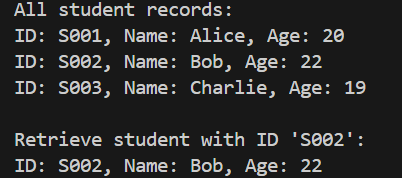 All student records:
ID: S001, Name: Alice, Age: 20
ID: S002, Name: Bob, Age: 22
ID: S003, Name: Charlie, Age: 19
Retrieve student with ID 'S002':
ID: S002, Name: Bob, Age: 22